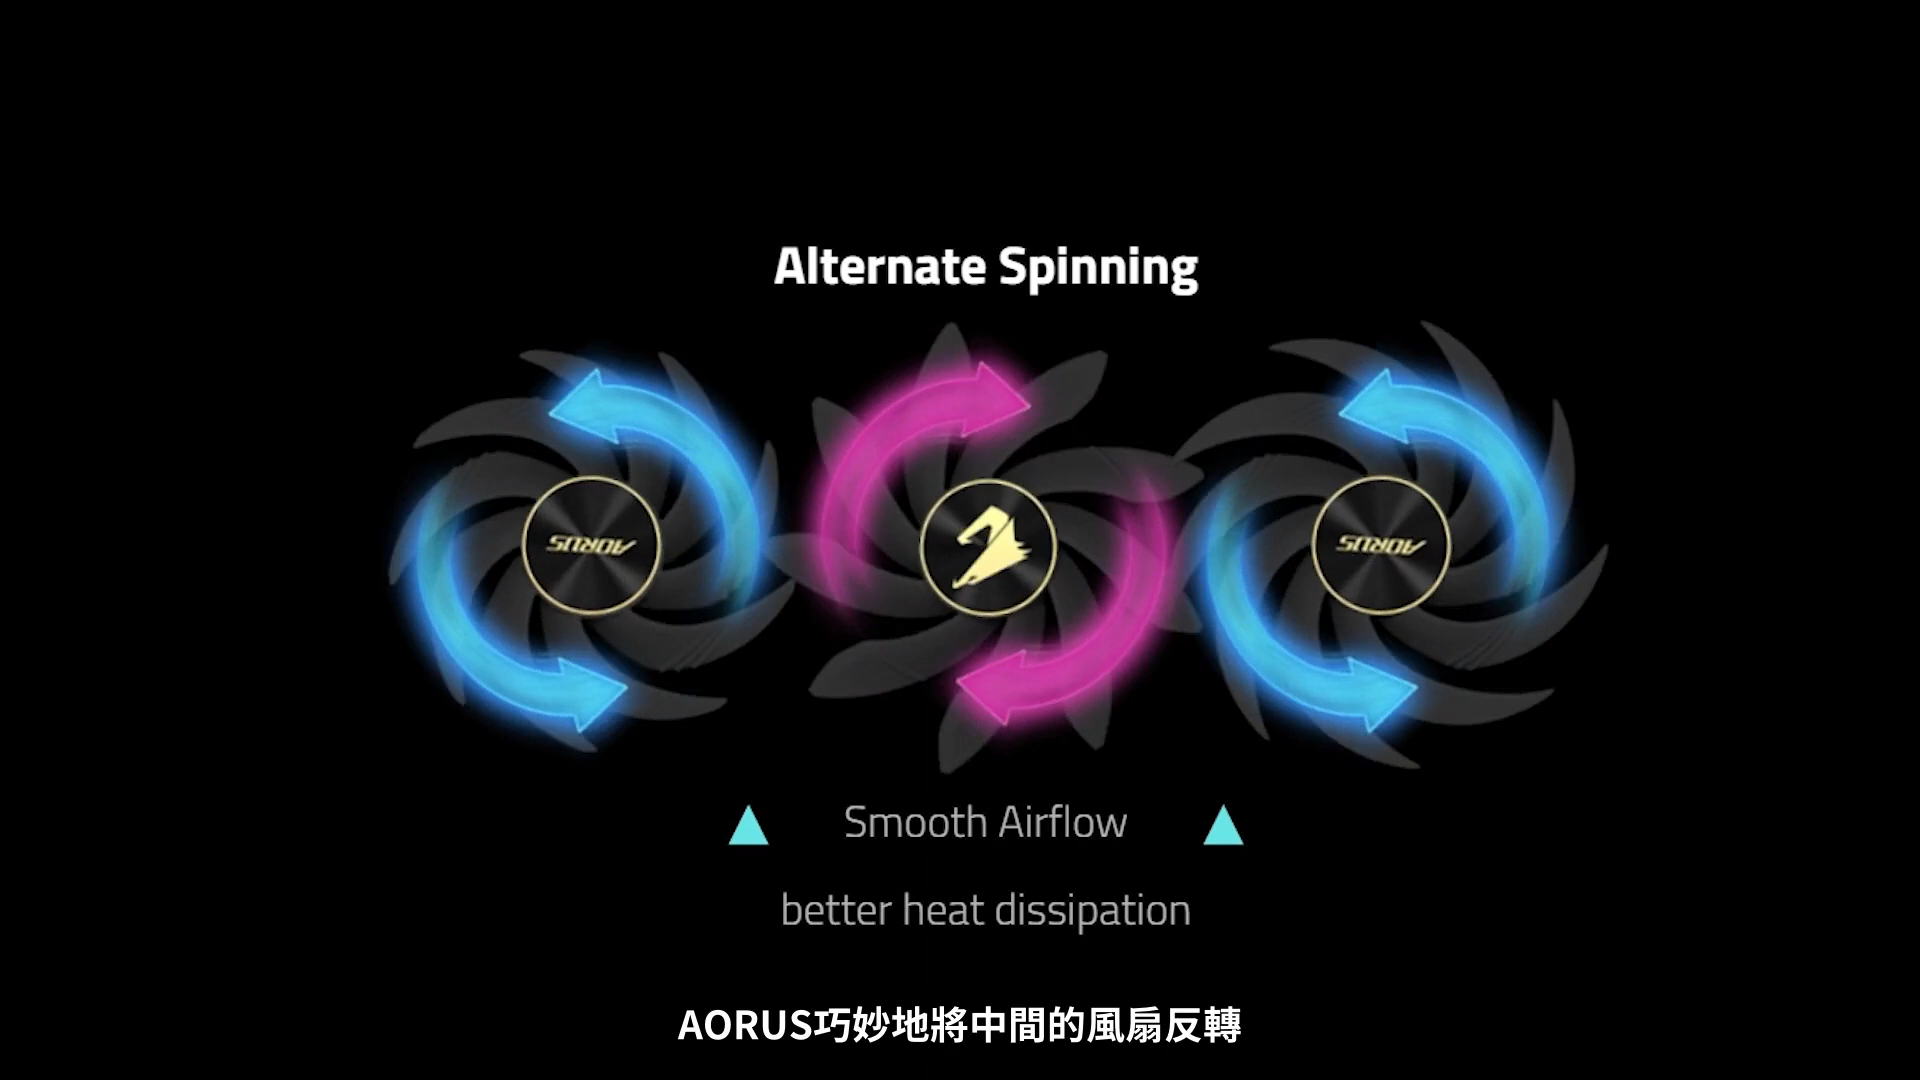 Alternate Spinning
AORUS
AORUS
Smooth Airflow
better heat dissipation
AORUS巧妙地將中間的風扇反轉